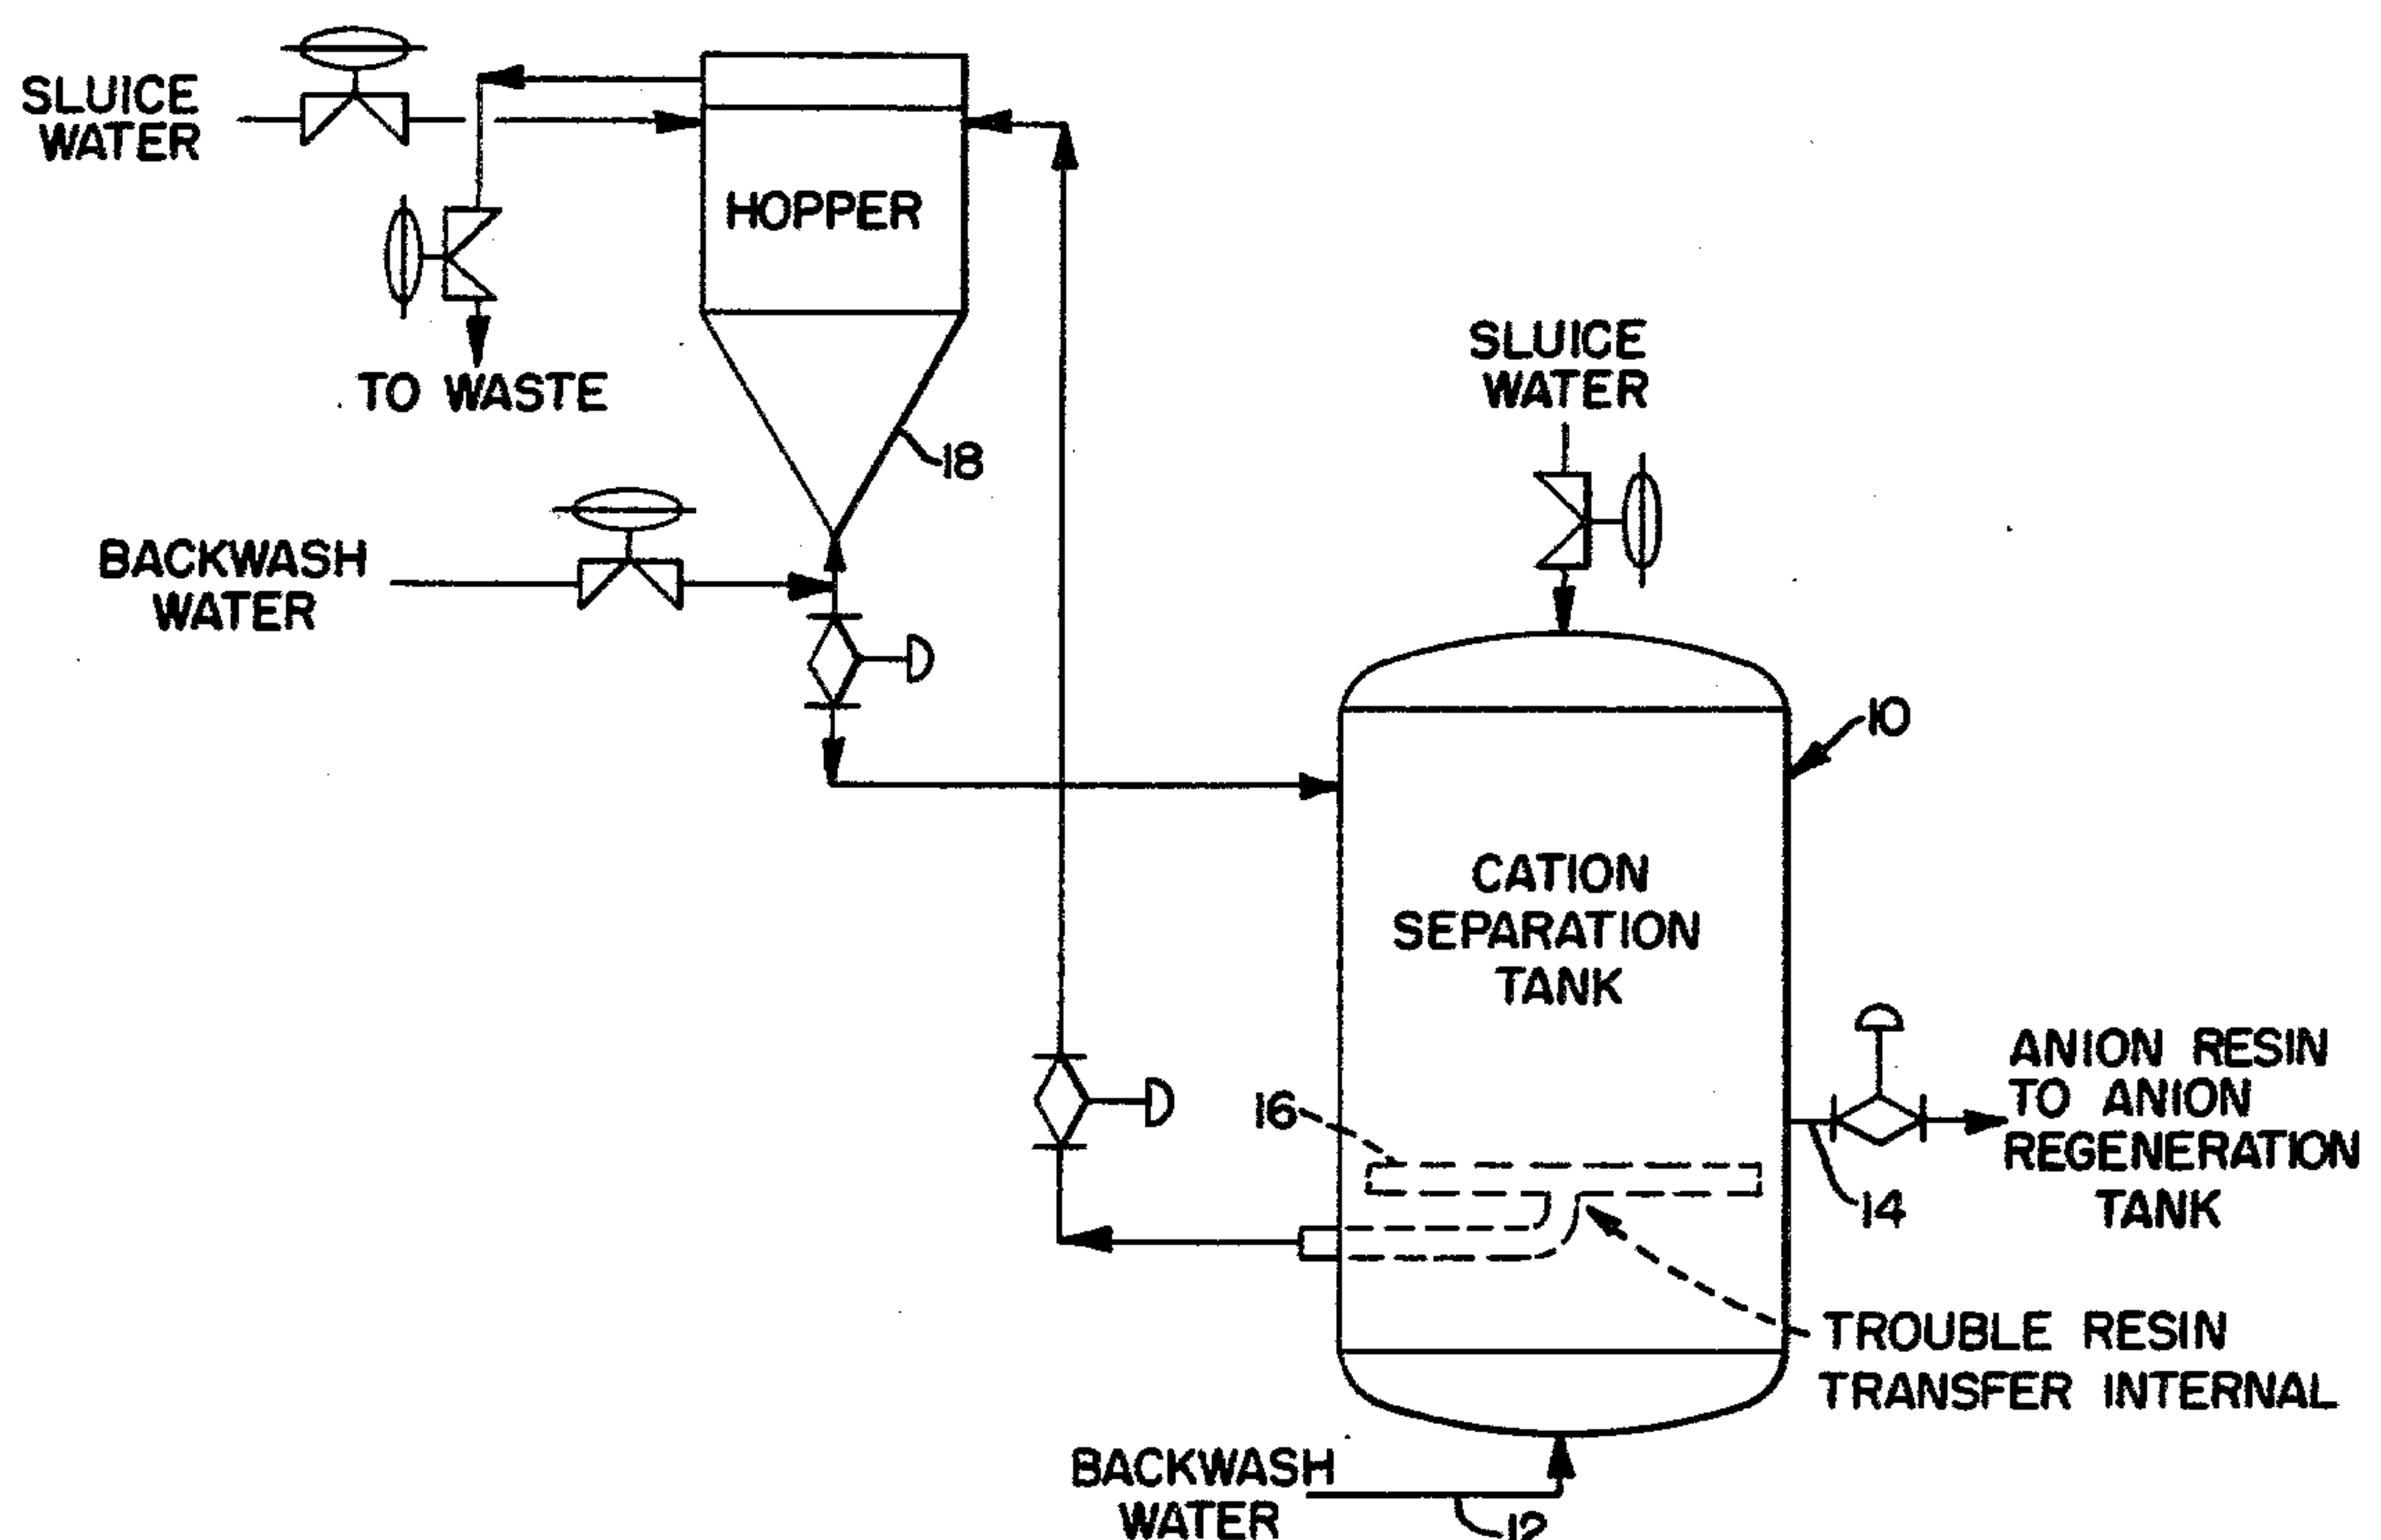 SLUICE
WATER
HOPPER
TO WASTE
18
BACKWASH
WATER
SLUICE
WATER
10
CATION
SEPARATION
TANK
16
ANION RESIN
TO ANION
REGENERATION
TANK
14
TROUBLE RESIN
TRANSFER INTERNAL
BACKWASH
WATER
12